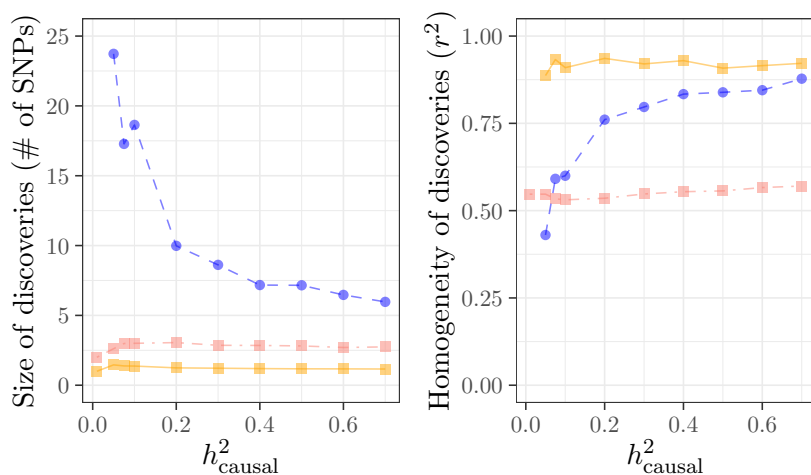 Size of discoveries (# of SNPs)
25
20
15
10
5
0
0.0 0.2 0.4 0.6
h²causal
Homogeneity of discoveries (r²)
1.00
0.75
0.50
0.25
0.00
0.0 0.2 0.4 0.6
h²causal